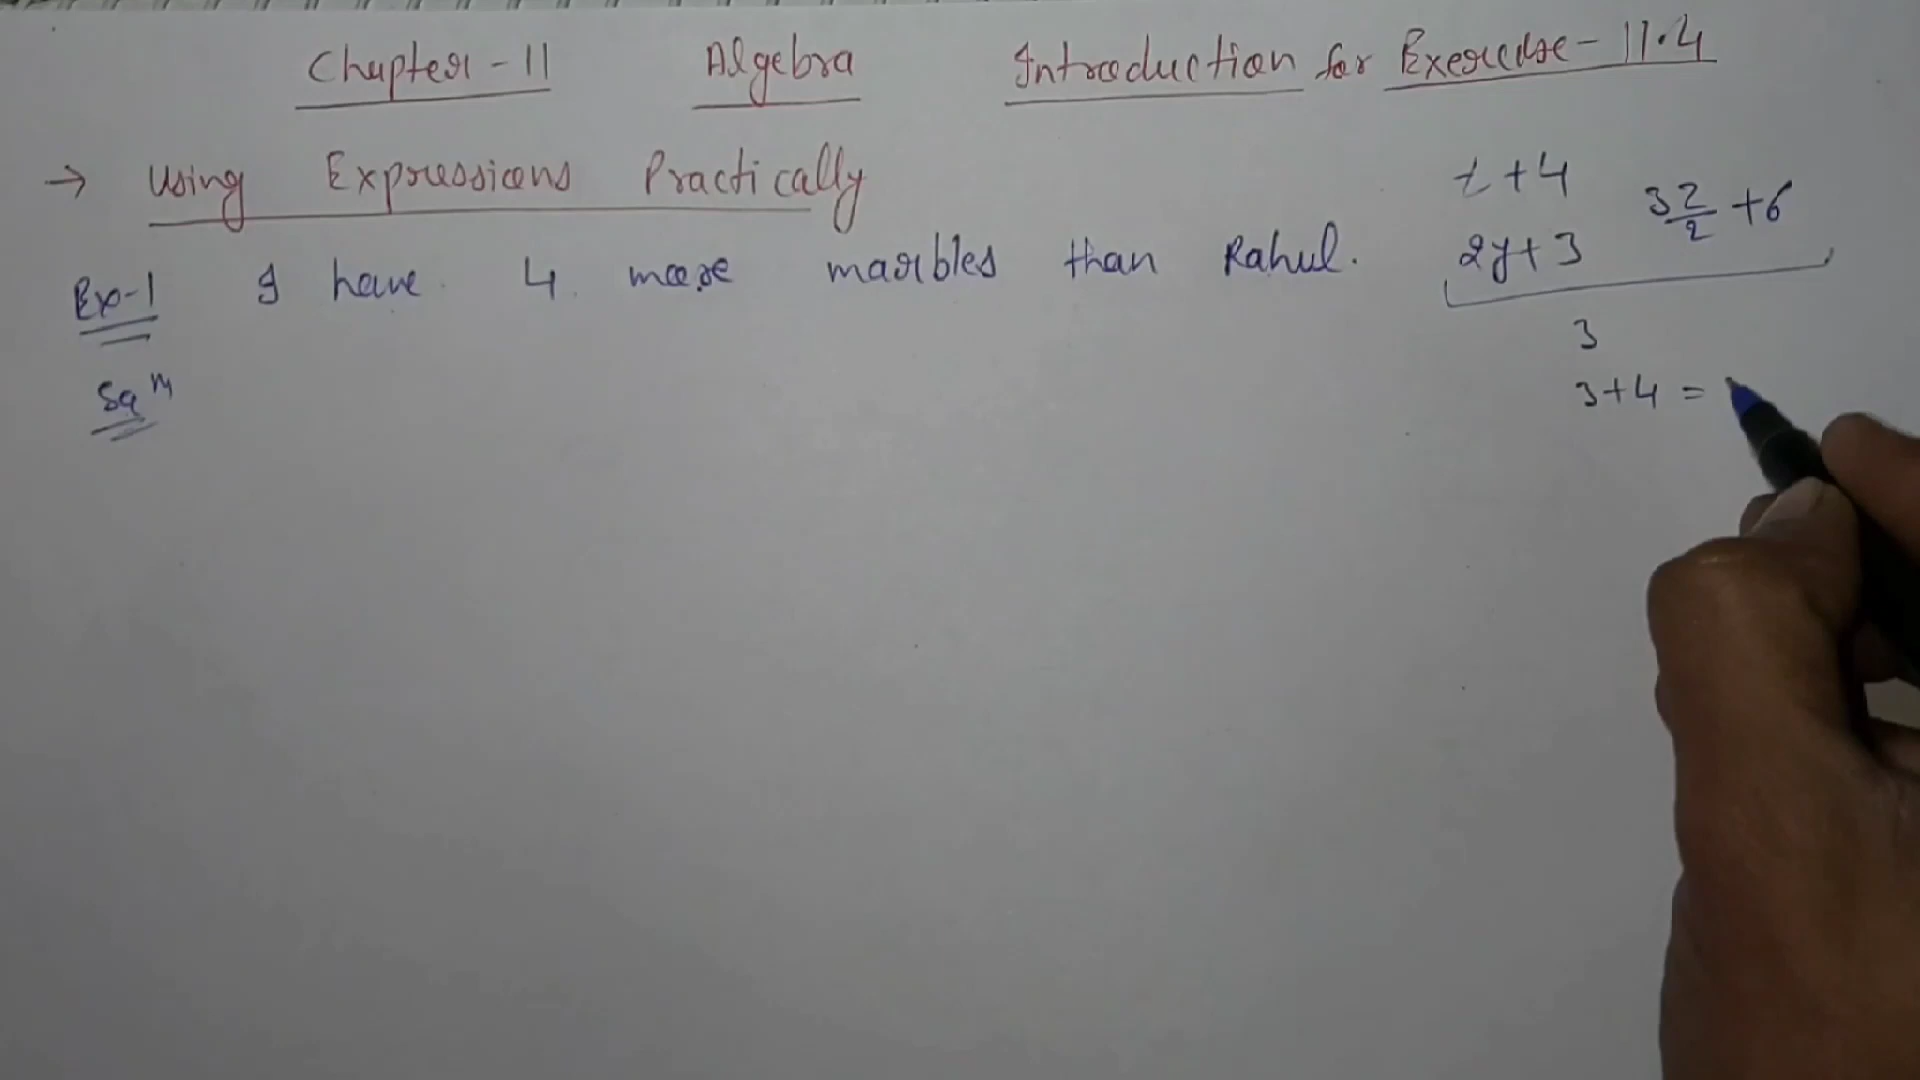 Chapter - 11 Algebra Introduction for Exercise - 11.4
→ Using Expressions Practically
Ex-1 I have 4 more marbles than Rahul.
Soln
t + 4
2y + 3
3z/2 + 6
3
3+4 =